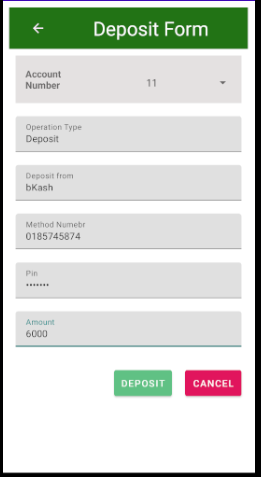 Deposit Form
Account
Number
11
Operation Type
Deposit
Deposit from
bKash
Method Numebr
0185745874
Pin
•••••••
Amount
6000
DEPOSIT
CANCEL